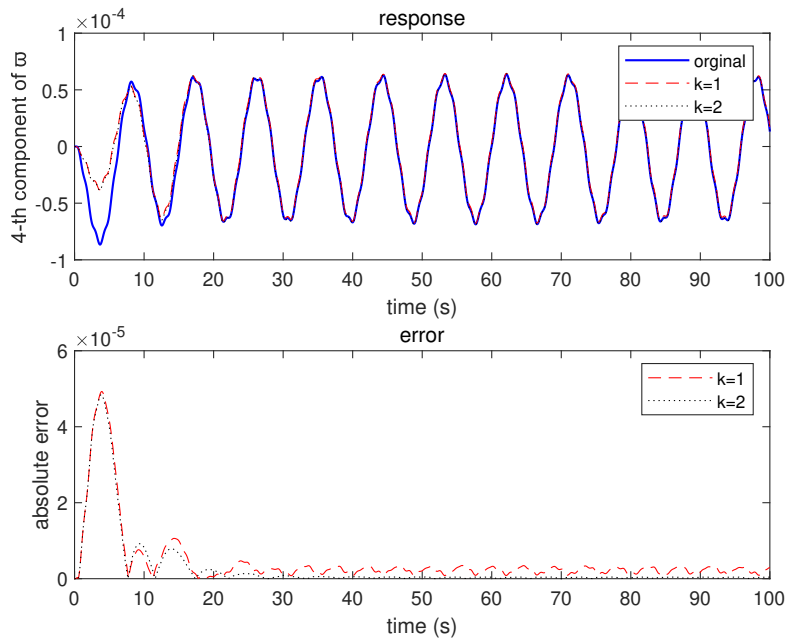 ×10⁻⁴
response
1
0.5
0
-0.5
-1
4-th component of ϖ
orginal
k=1
k=2
0 10 20 30 40 50 60 70 80 90 100
time (s)
×10⁻⁵
error
6
4
2
0
absolute error
k=1
k=2
0 10 20 30 40 50 60 70 80 90 100
time (s)